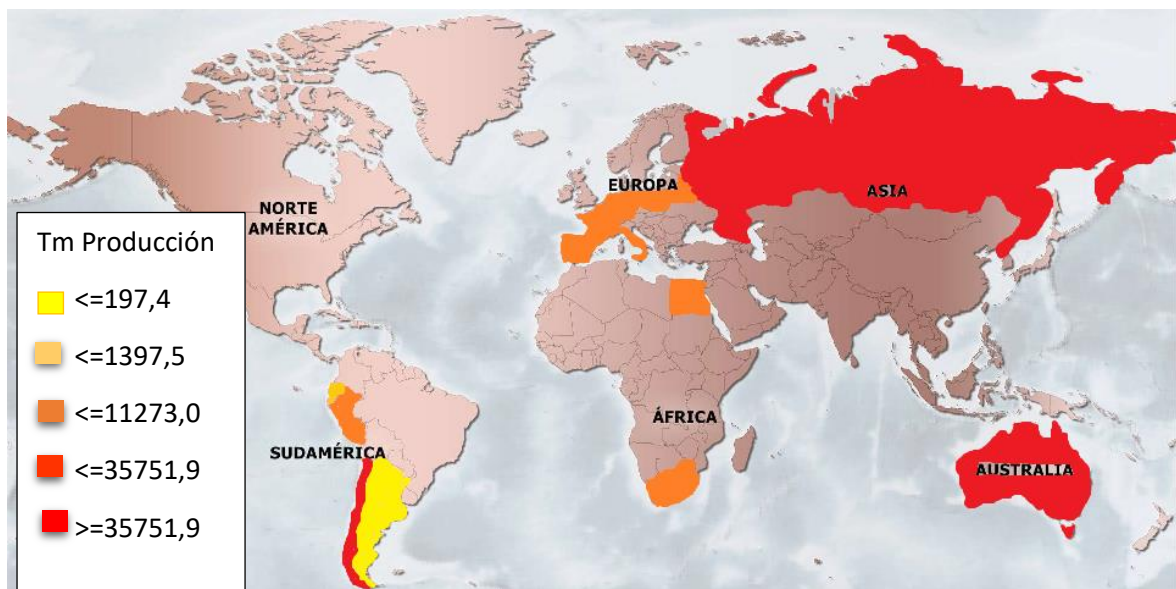 EUROPA
ASIA
NORTE
AMÉRICA
Tm Producción
<=197,4
<=1397,5
<=11273,0
<=35751,9
>=35751,9
SUDAMÉRICA
ÁFRICA
AUSTRALIA